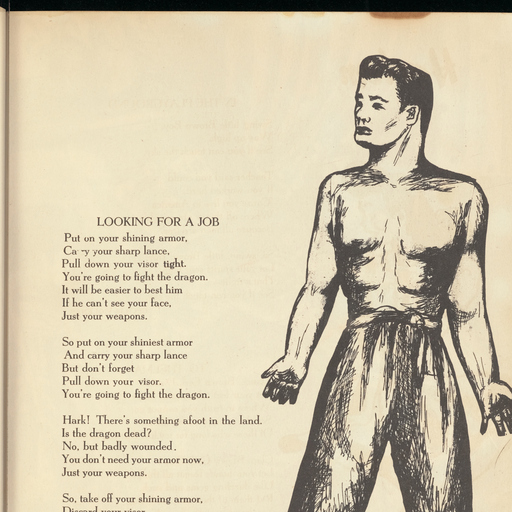 LOOKING FOR A JOB
Put on your shining armor,
Ca y your sharp lance,
Pull down your visor tight.
You're going to fight the dragon.
It will be easier to best him
If he can't see your face,
Just your weapons.
So put on your shiniest armor
And carry your sharp lance
But don't forget
Pull down your visor.
You're going to fight the dragon.
Hark! There's something afoot in the land.
Is the dragon dead?
No, but badly wounded.
You don't need your armor now,
Just your weapons.
So, take off your shining armor,
Discard your visor